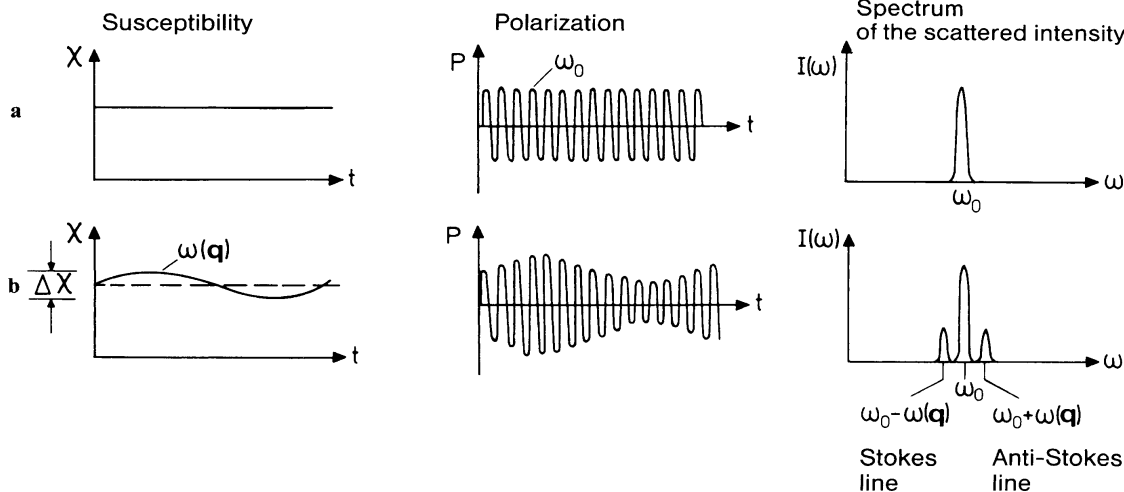 Susceptibility
Polarization
Spectrum
of the scattered intensity
a
χ
t
P
ω₀
t
I(ω)
ω₀
ω
b
χ
Δχ
ω(q)
t
P
t
I(ω)
ω₀
ω
ω₀-ω(q)
ω₀+ω(q)
Stokes
line
Anti-Stokes
line